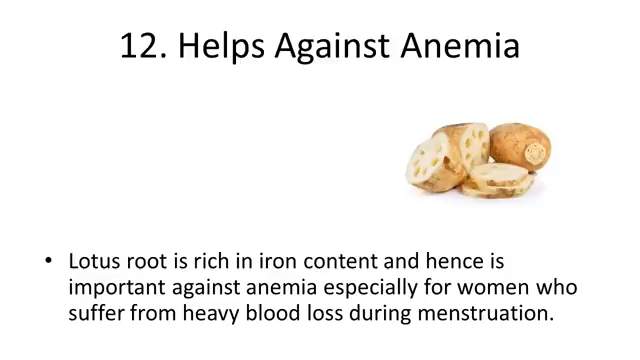 12. Helps Against Anemia
• Lotus root is rich in iron content and hence is
important against anemia especially for women who
suffer from heavy blood loss during menstruation.